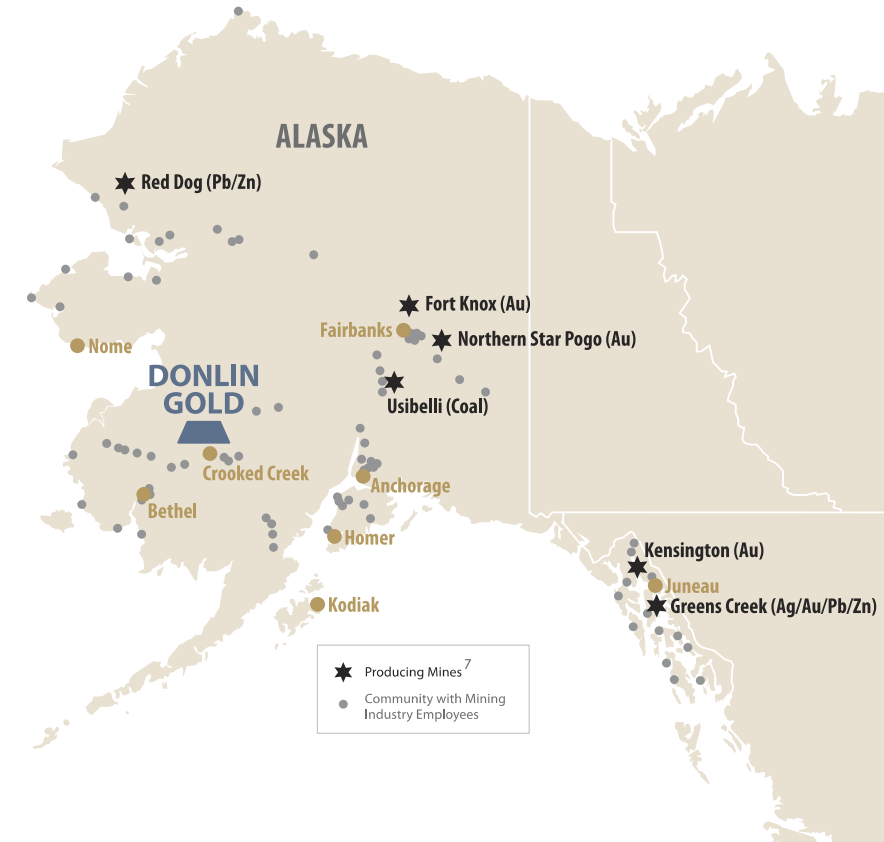 ALASKA
Red Dog (Pb/Zn)
Fort Knox (Au)
Fairbanks
Northern Star Pogo (Au)
Nome
DONLIN
GOLD
Usibelli (Coal)
Crooked Creek
Anchorage
Bethel
Homer
Kensington (Au)
Juneau
Greens Creek (Ag/Au/Pb/Zn)
Kodiak
Producing Mines 7
Community with Mining
Industry Employees